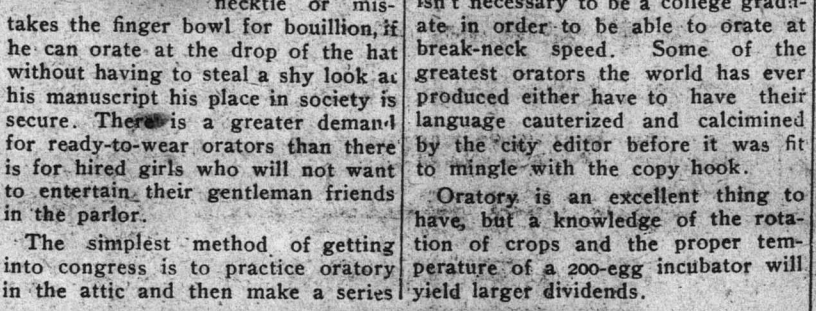 necktie or mis-
takes the finger bowl for bouillion, if
he can orate at the drop of the hat
without having to steal a shy look at
his manuscript his place in society is
secure. There is a greater demand
for ready-to-wear orators than there
is for hired girls who will not want
to entertain their gentleman friends
in the parlor.
The simplest method of getting
into congress is to practice oratory
in the attic and then make a series
isn't necessary to be a college gradu-
ate in order to be able to orate at
break-neck speed. Some of the
greatest orators the world has ever
produced either have to have their
language cauterized and calcimined
by the city editor before it was fit
to mingle with the copy hook.
Oratory is an excellent thing to
have, but a knowledge of the rota-
tion of crops and the proper tem-
perature of a 200-egg incubator will
yield larger dividends.